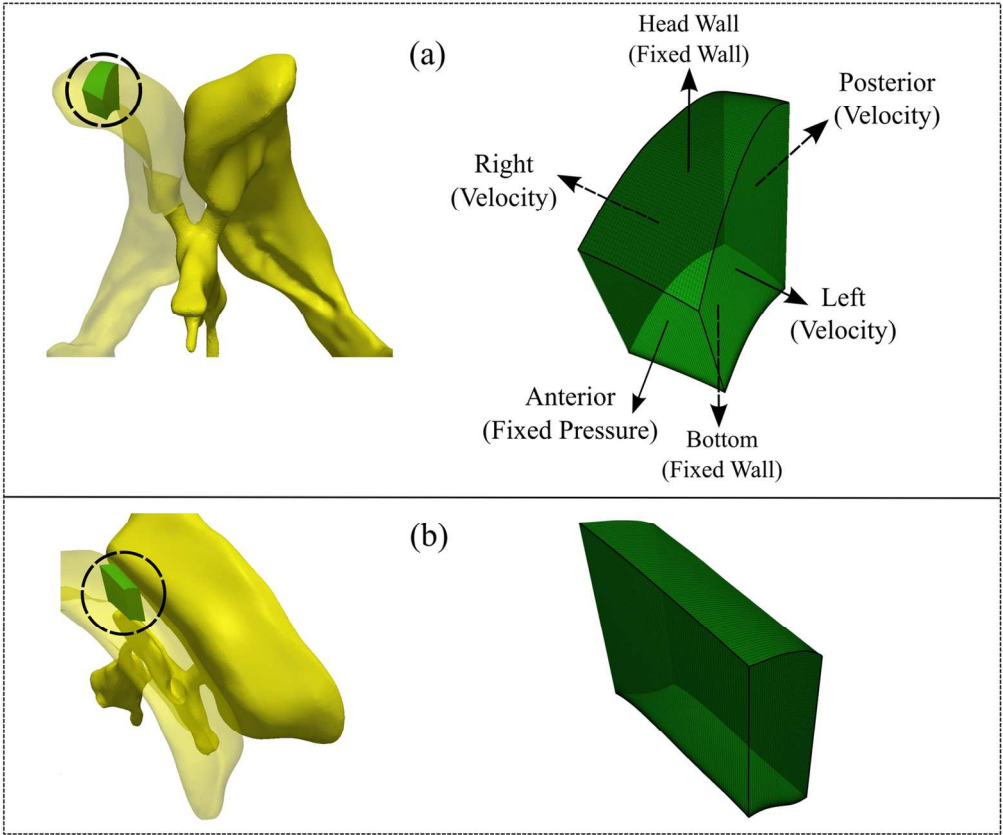 (a)
Head Wall
(Fixed Wall)
Posterior
(Velocity)
Right
(Velocity)
Left
(Velocity)
Anterior
(Fixed Pressure)
Bottom
(Fixed Wall)
(b)